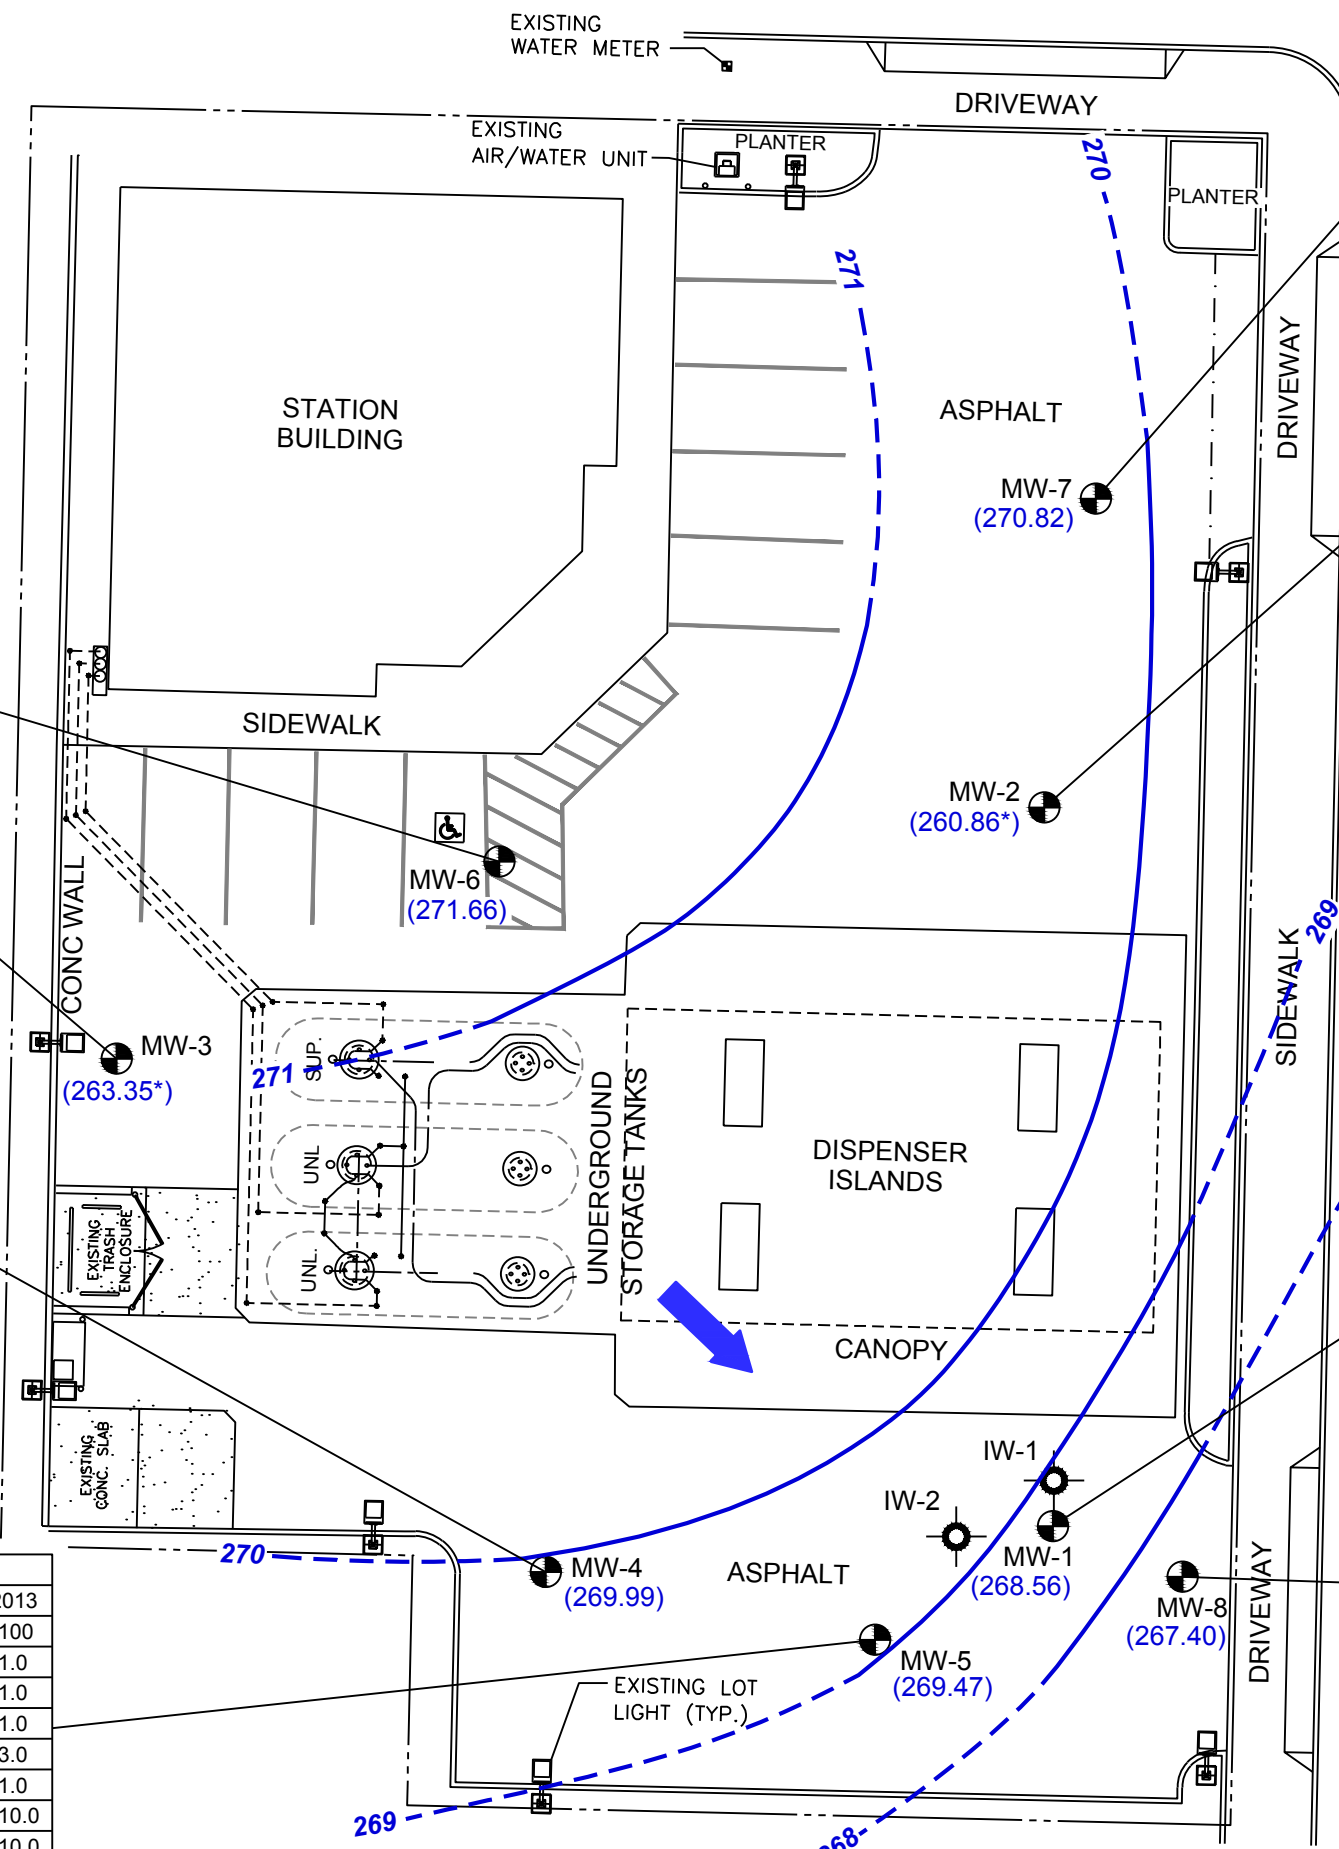 EXISTING
WATER METER
DRIVEWAY
EXISTING
AIR/WATER UNIT
PLANTER
270
PLANTER
271
STATION
BUILDING
ASPHALT
DRIVEWAY
MW-7
(270.82)
SIDEWALK
MW-2
(260.86*)
MW-6
(271.66)
CONC WALL
269
SIDEWALK
MW-3
(263.35*)
271
SUP.
UNL
UNL.
UNDERGROUND
STORAGE TANKS
DISPENSER
ISLANDS
EXISTING
TRASH
ENCLOSURE
CANOPY
EXISTING
CONC. SLAB
IW-1
IW-2
270
MW-4
(269.99)
ASPHALT
MW-1
(268.56)
MW-8
(267.40)
DRIVEWAY
MW-5
(269.47)
EXISTING LOT
LIGHT (TYP.)
269
2013
100
1.0
1.0
1.0
3.0
1.0
10.0